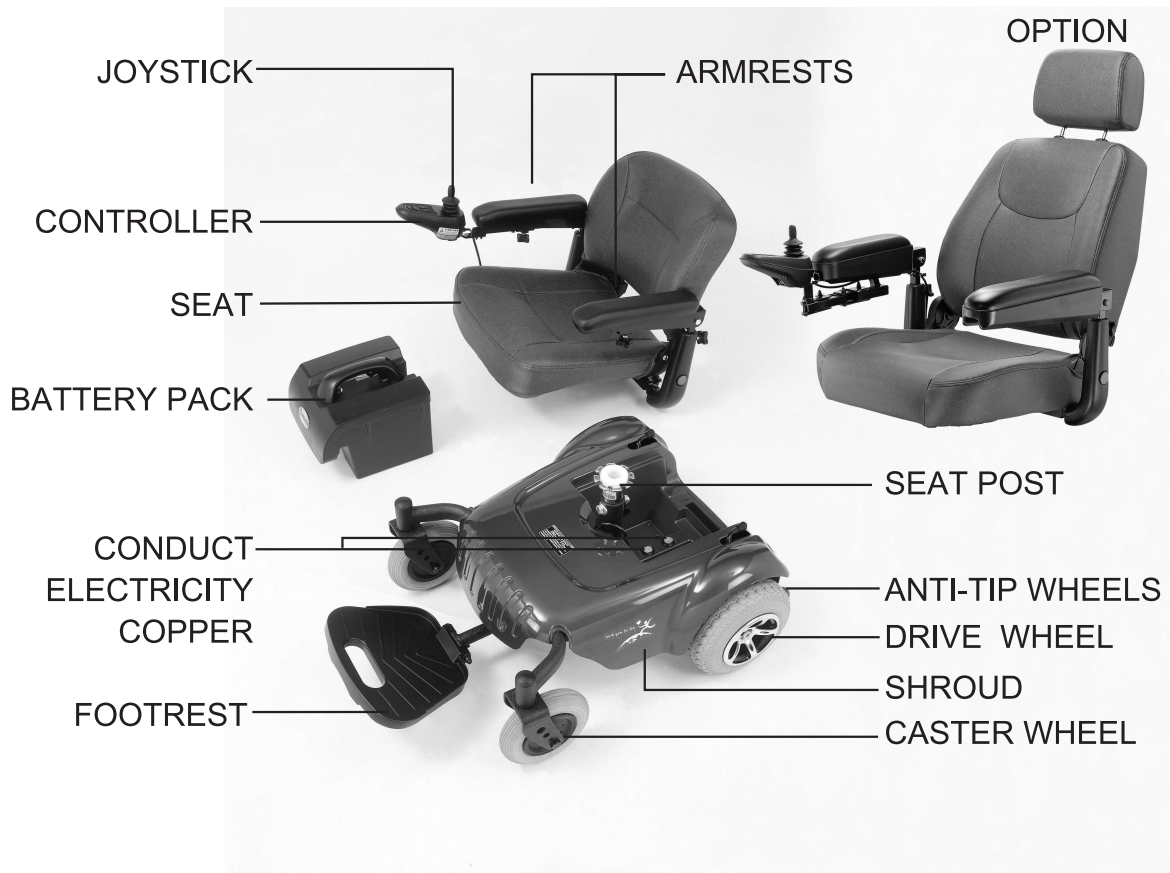 OPTION
JOYSTICK
ARMRESTS
CONTROLLER
SEAT
BATTERY PACK
SEAT POST
CONDUCT
ELECTRICITY
COPPER
ANTI-TIP WHEELS
DRIVE WHEEL
SHROUD
FOOTREST
CASTER WHEEL